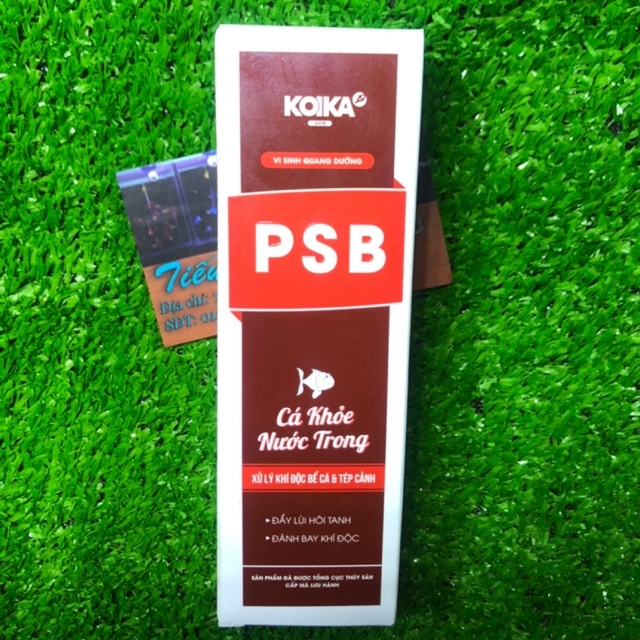 KOIKA
VI SINH QUANG DƯỠNG
PSB
Tiểu
Địa chỉ:
SĐT:
Cá Khỏe
Nước Trong
XỬ LÝ KHÍ ĐỘC BỂ CÁ & TÉP CẢNH
▸ ĐẨY LÙI HÔI TANH
▸ ĐÁNH BAY KHÍ ĐỘC
SẢN PHẨM ĐÃ ĐƯỢC TỔNG CỤC THỦY SẢN
CẤP MÃ LƯU HÀNH